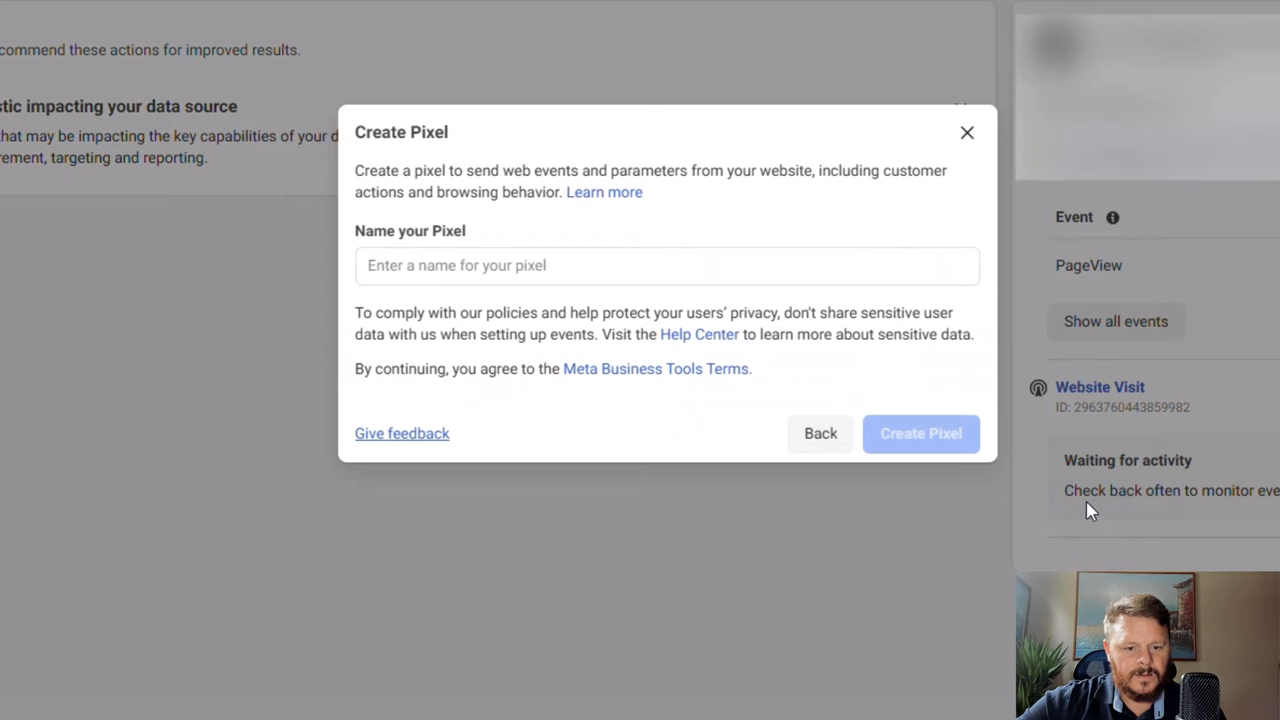 commend these actions for improved results.
stic impacting your data source
that may be impacting the key capabilities of your d
rement, targeting and reporting.
Create Pixel
Create a pixel to send web events and parameters from your website, including customer
actions and browsing behavior. Learn more
Name your Pixel
Enter a name for your pixel
To comply with our policies and help protect your users' privacy, don't share sensitive user
data with us when setting up events. Visit the Help Center to learn more about sensitive data.
By continuing, you agree to the Meta Business Tools Terms.
Give feedback
Back
Create Pixel
Event
PageView
Show all events
Website Visit
ID: 2963760443859982
Waiting for activity
Check back often to monitor eve